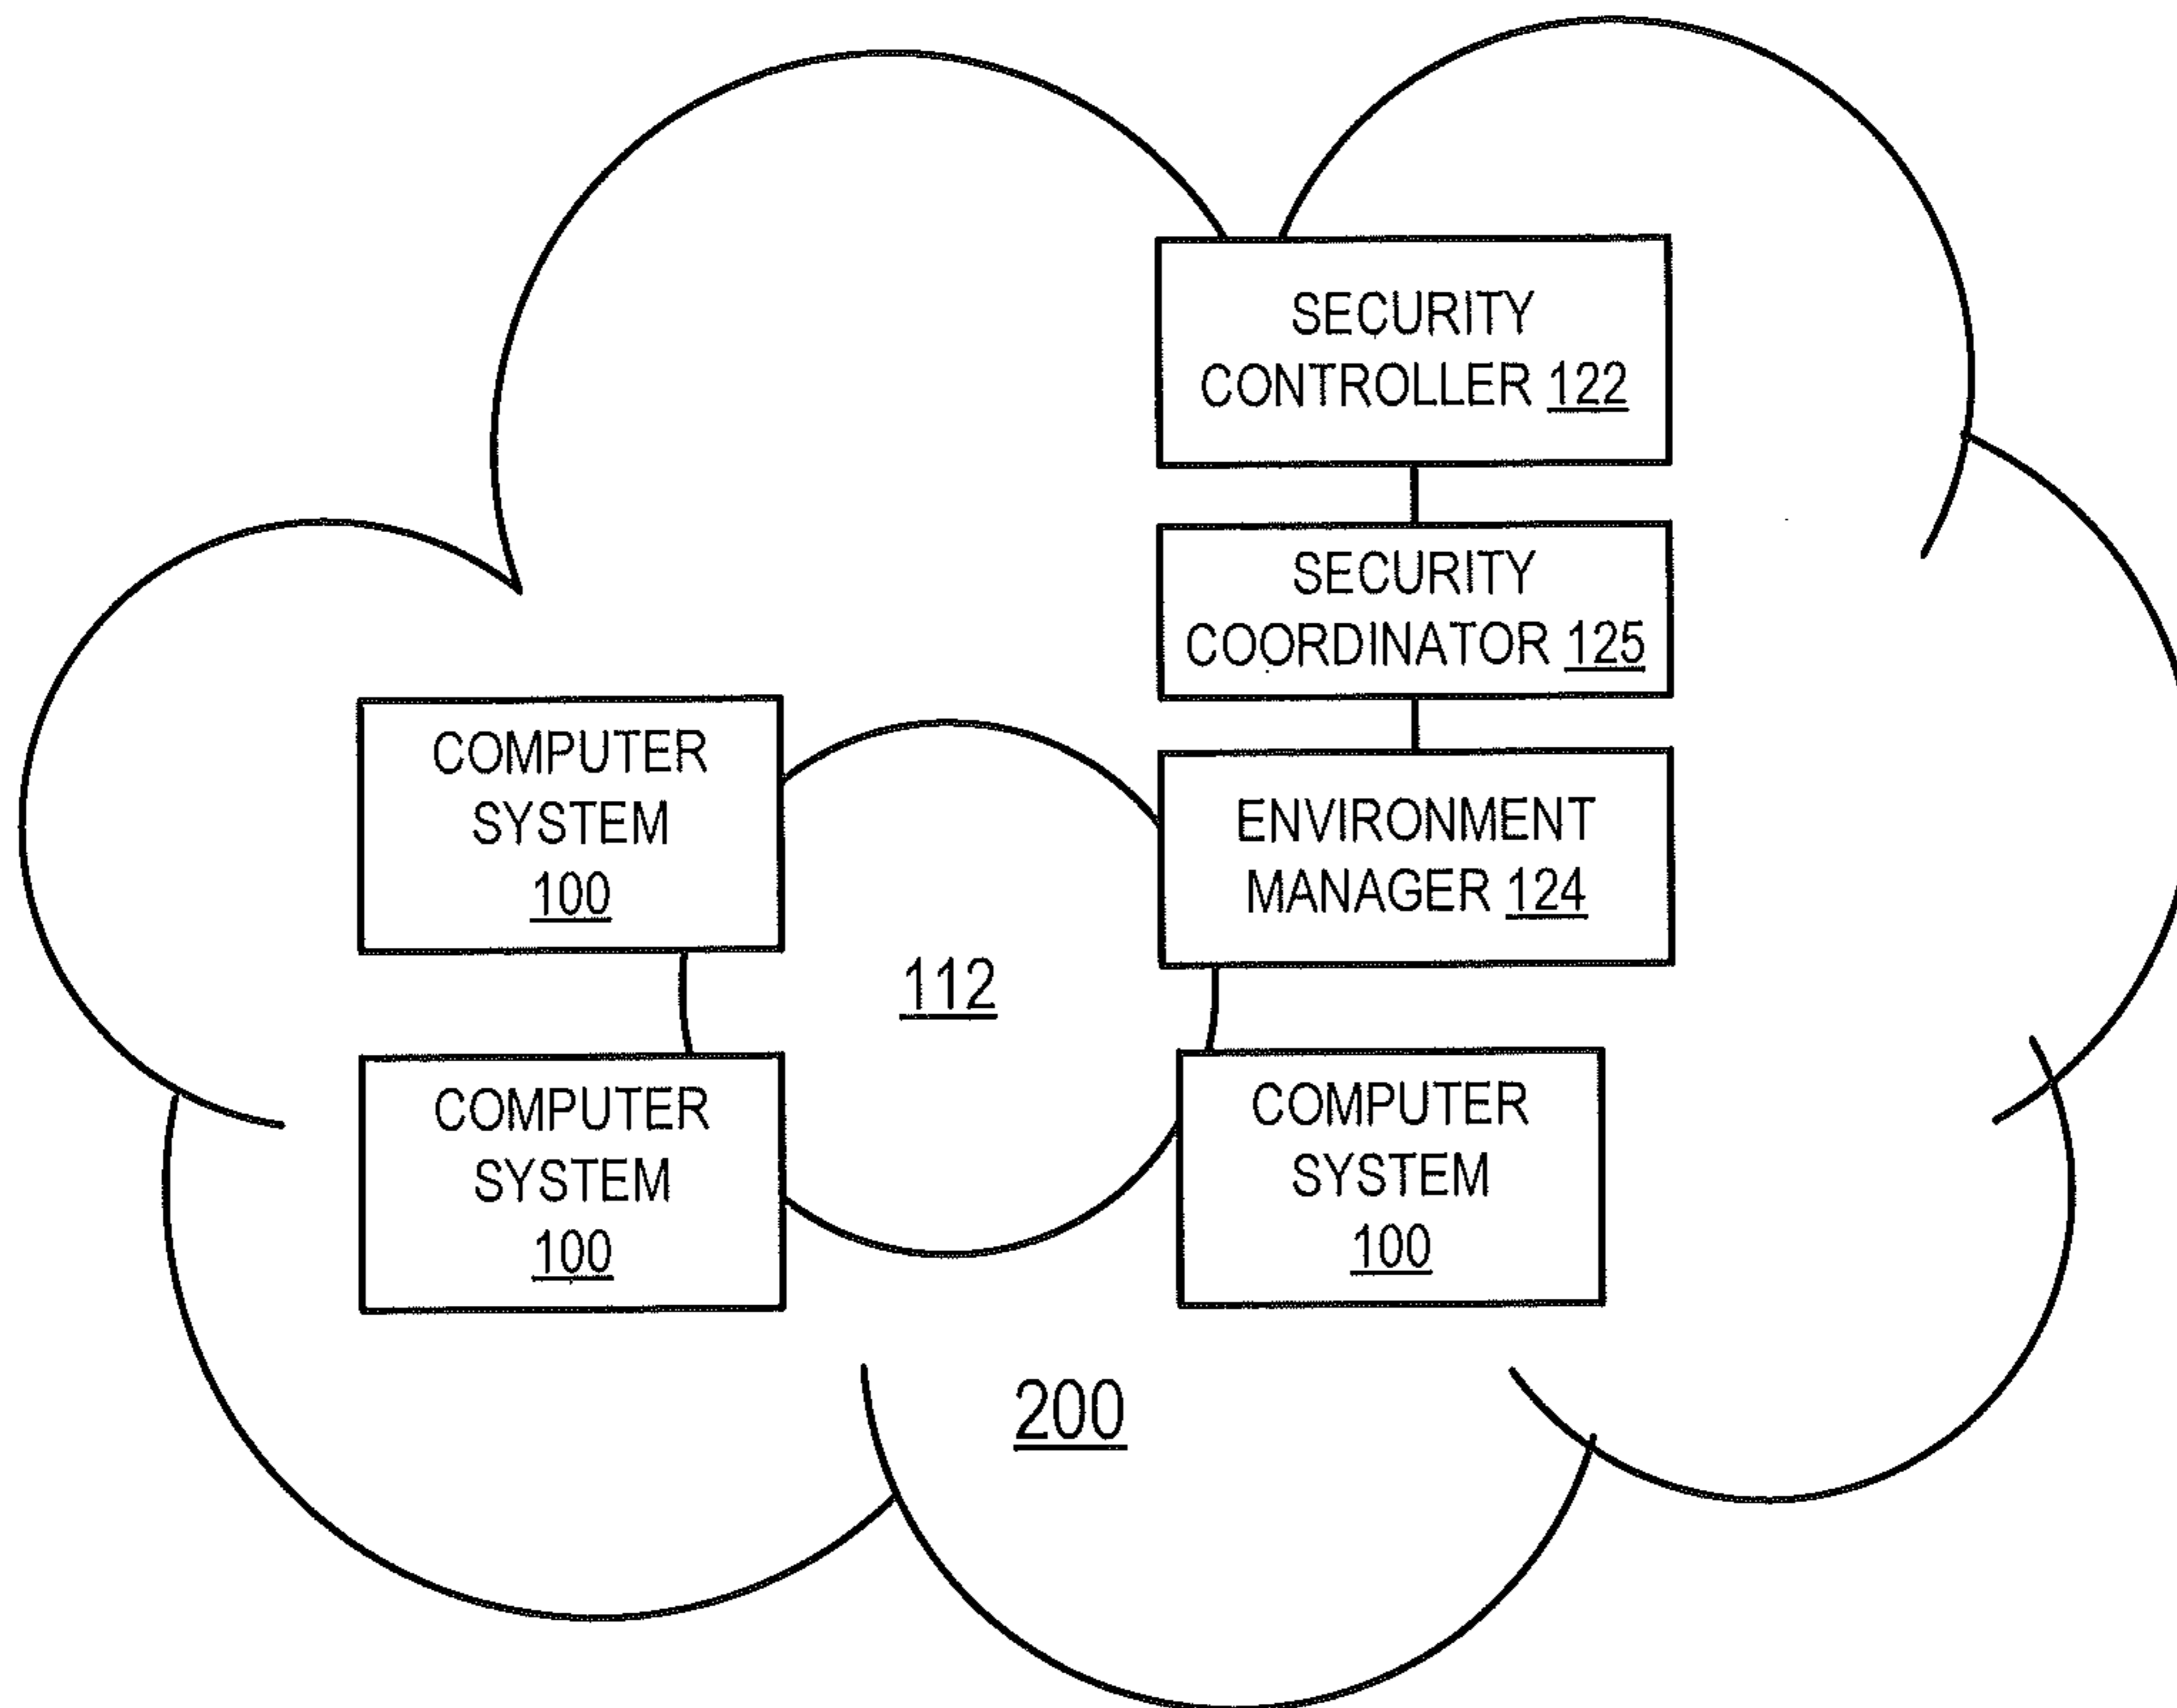 SECURITY
CONTROLLER 122
SECURITY
COORDINATOR 125
COMPUTER
SYSTEM
100
ENVIRONMENT
MANAGER 124
112
COMPUTER
SYSTEM
100
COMPUTER
SYSTEM
100
200